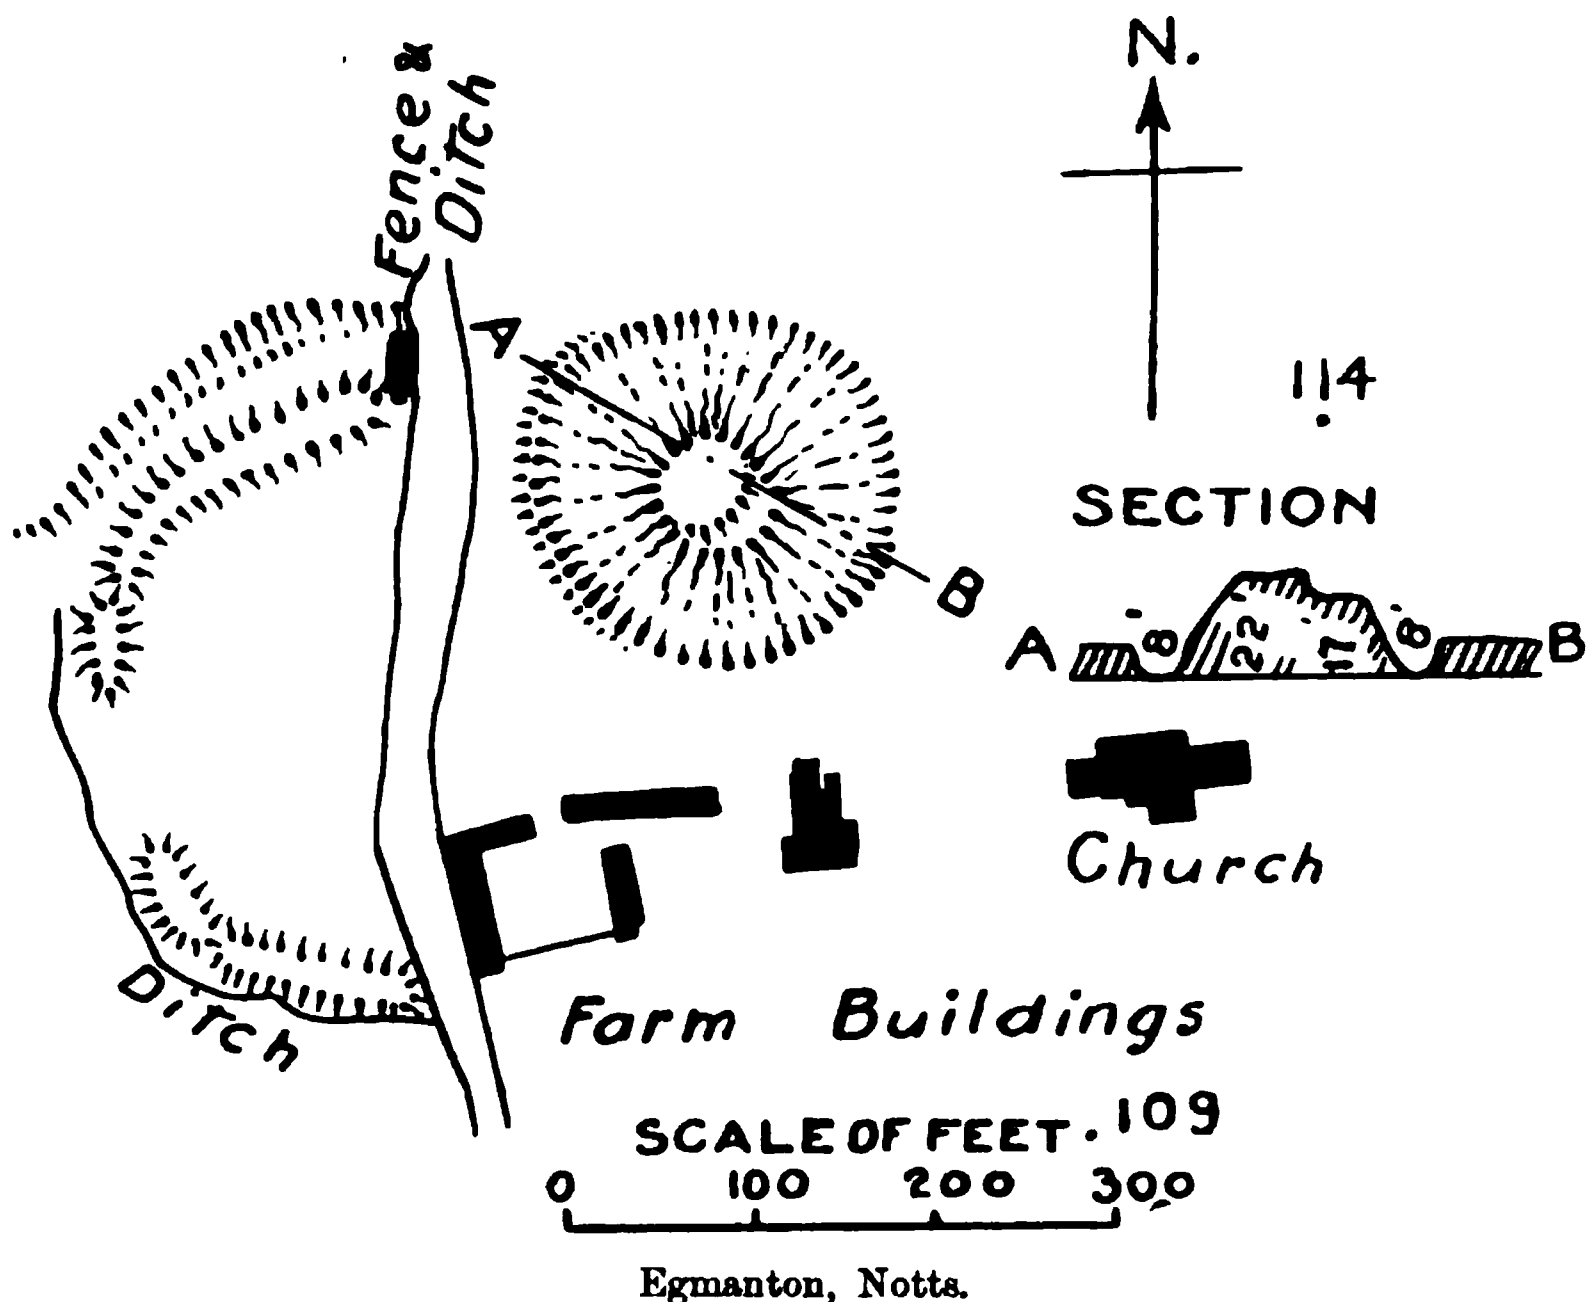 Fence &
Ditch
N.
A
B
114
SECTION
A 8 22 17 8 B
Church
Ditch
Farm Buildings
SCALE OF FEET. .109
0 100 200 300
Egmanton, Notts.